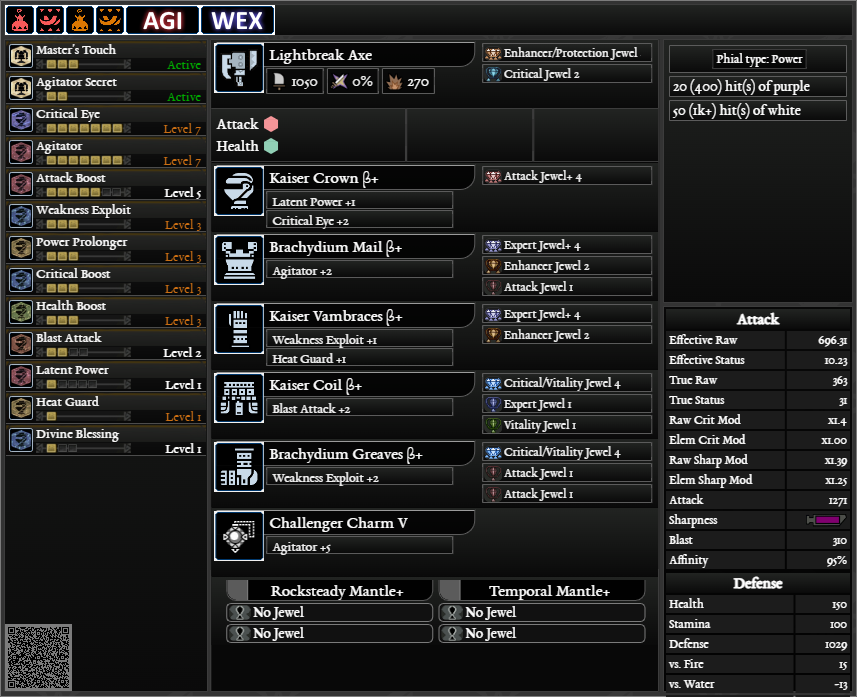 AGI WEX
Master's Touch
Active
Agitator Secret
Active
Critical Eye
Level 7
Agitator
Level 7
Attack Boost
Level 5
Weakness Exploit
Level 3
Power Prolonger
Level 3
Critical Boost
Level 3
Health Boost
Level 3
Blast Attack
Level 2
Latent Power
Level 1
Heat Guard
Level 1
Divine Blessing
Level 1
Lightbreak Axe
1050 0% 270
Enhancer/Protection Jewel
Critical Jewel 2
Attack
Health
Kaiser Crown β+
Latent Power +1
Critical Eye +2
Attack Jewel+ 4
Brachydium Mail β+
Agitator +2
Expert Jewel+ 4
Enhancer Jewel 2
Attack Jewel 1
Kaiser Vambraces β+
Weakness Exploit +1
Heat Guard +1
Expert Jewel+ 4
Enhancer Jewel 2
Kaiser Coil β+
Blast Attack +2
Critical/Vitality Jewel 4
Expert Jewel 1
Vitality Jewel 1
Brachydium Greaves β+
Weakness Exploit +2
Critical/Vitality Jewel 4
Attack Jewel 1
Attack Jewel 1
Challenger Charm V
Agitator +5
Rocksteady Mantle+
No Jewel
No Jewel
Temporal Mantle+
No Jewel
No Jewel
Phial type: Power
20 (400) hit(s) of purple
50 (1k+) hit(s) of white
Attack
Effective Raw 696.31
Effective Status 10.23
True Raw 363
True Status 31
Raw Crit Mod x1.4
Elem Crit Mod x1.00
Raw Sharp Mod x1.39
Elem Sharp Mod x1.25
Attack 1271
Sharpness
Blast 310
Affinity 95%
Defense
Health 150
Stamina 100
Defense 1029
vs. Fire 15
vs. Water -13